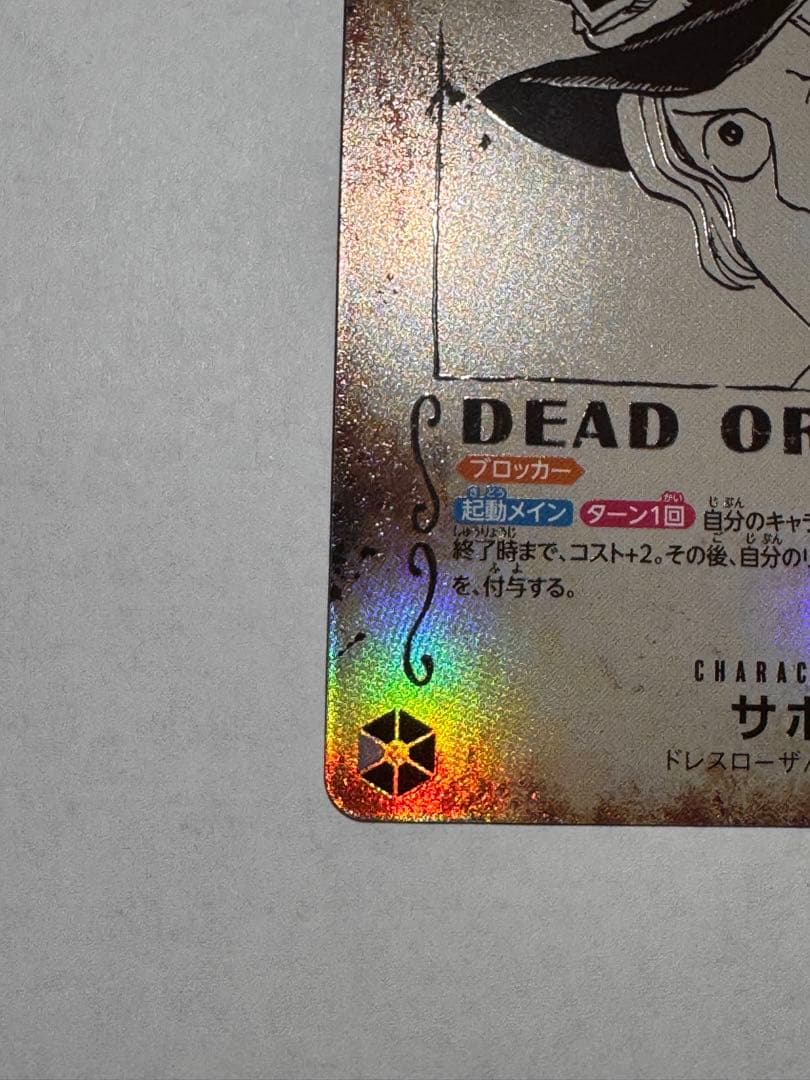 DEAD OR
ブロッカー
起動メイン ターン1回 自分のキャラ
終了時まで、コスト+2。その後、自分のリ
を、付与する。
CHARAC
サボ
ドレスローザ/